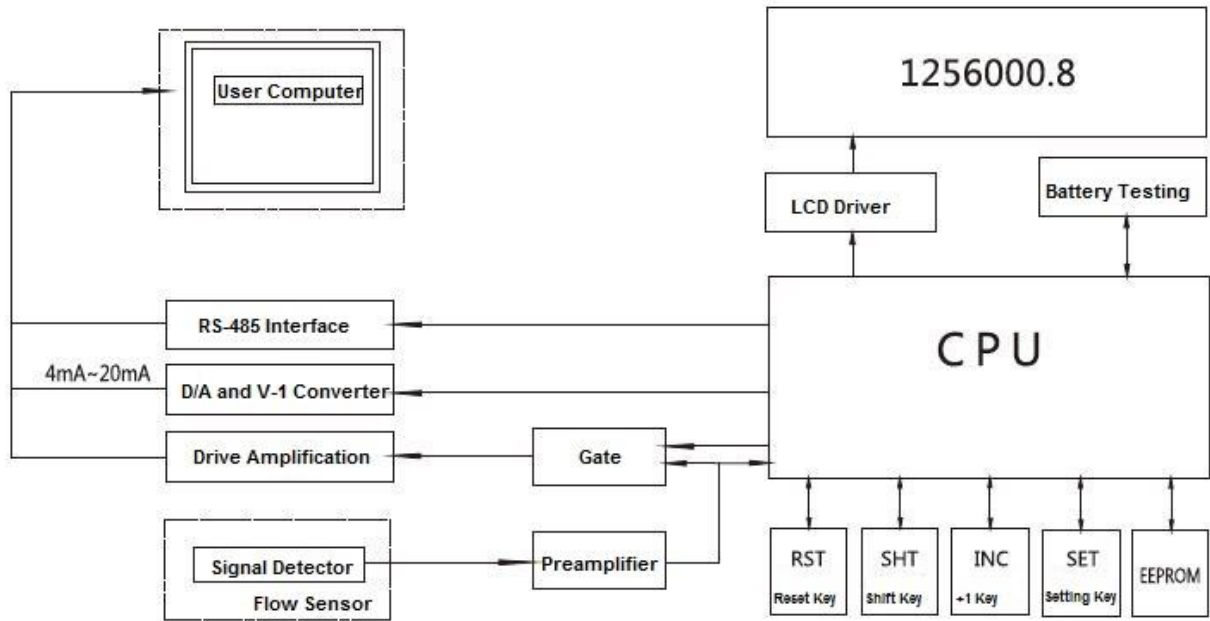 User Computer
1256000.8
LCD Driver
Battery Testing
RS-485 Interface
CPU
4mA~20mA
D/A and V-1 Converter
Drive Amplification
Gate
Signal Detector
Flow Sensor
Preamplifier
RST
Reset Key
SHT
Shift Key
INC
+1 Key
SET
Setting Key
EEPROM